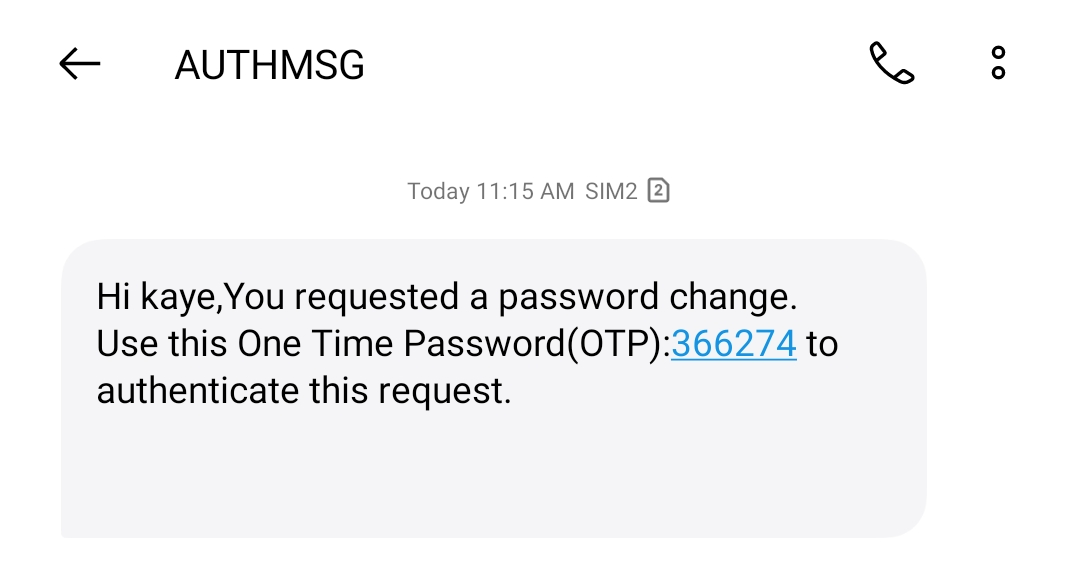 AUTHMSG
Today 11:15 AM SIM2 2
Hi kaye,You requested a password change.
Use this One Time Password(OTP):366274 to
authenticate this request.